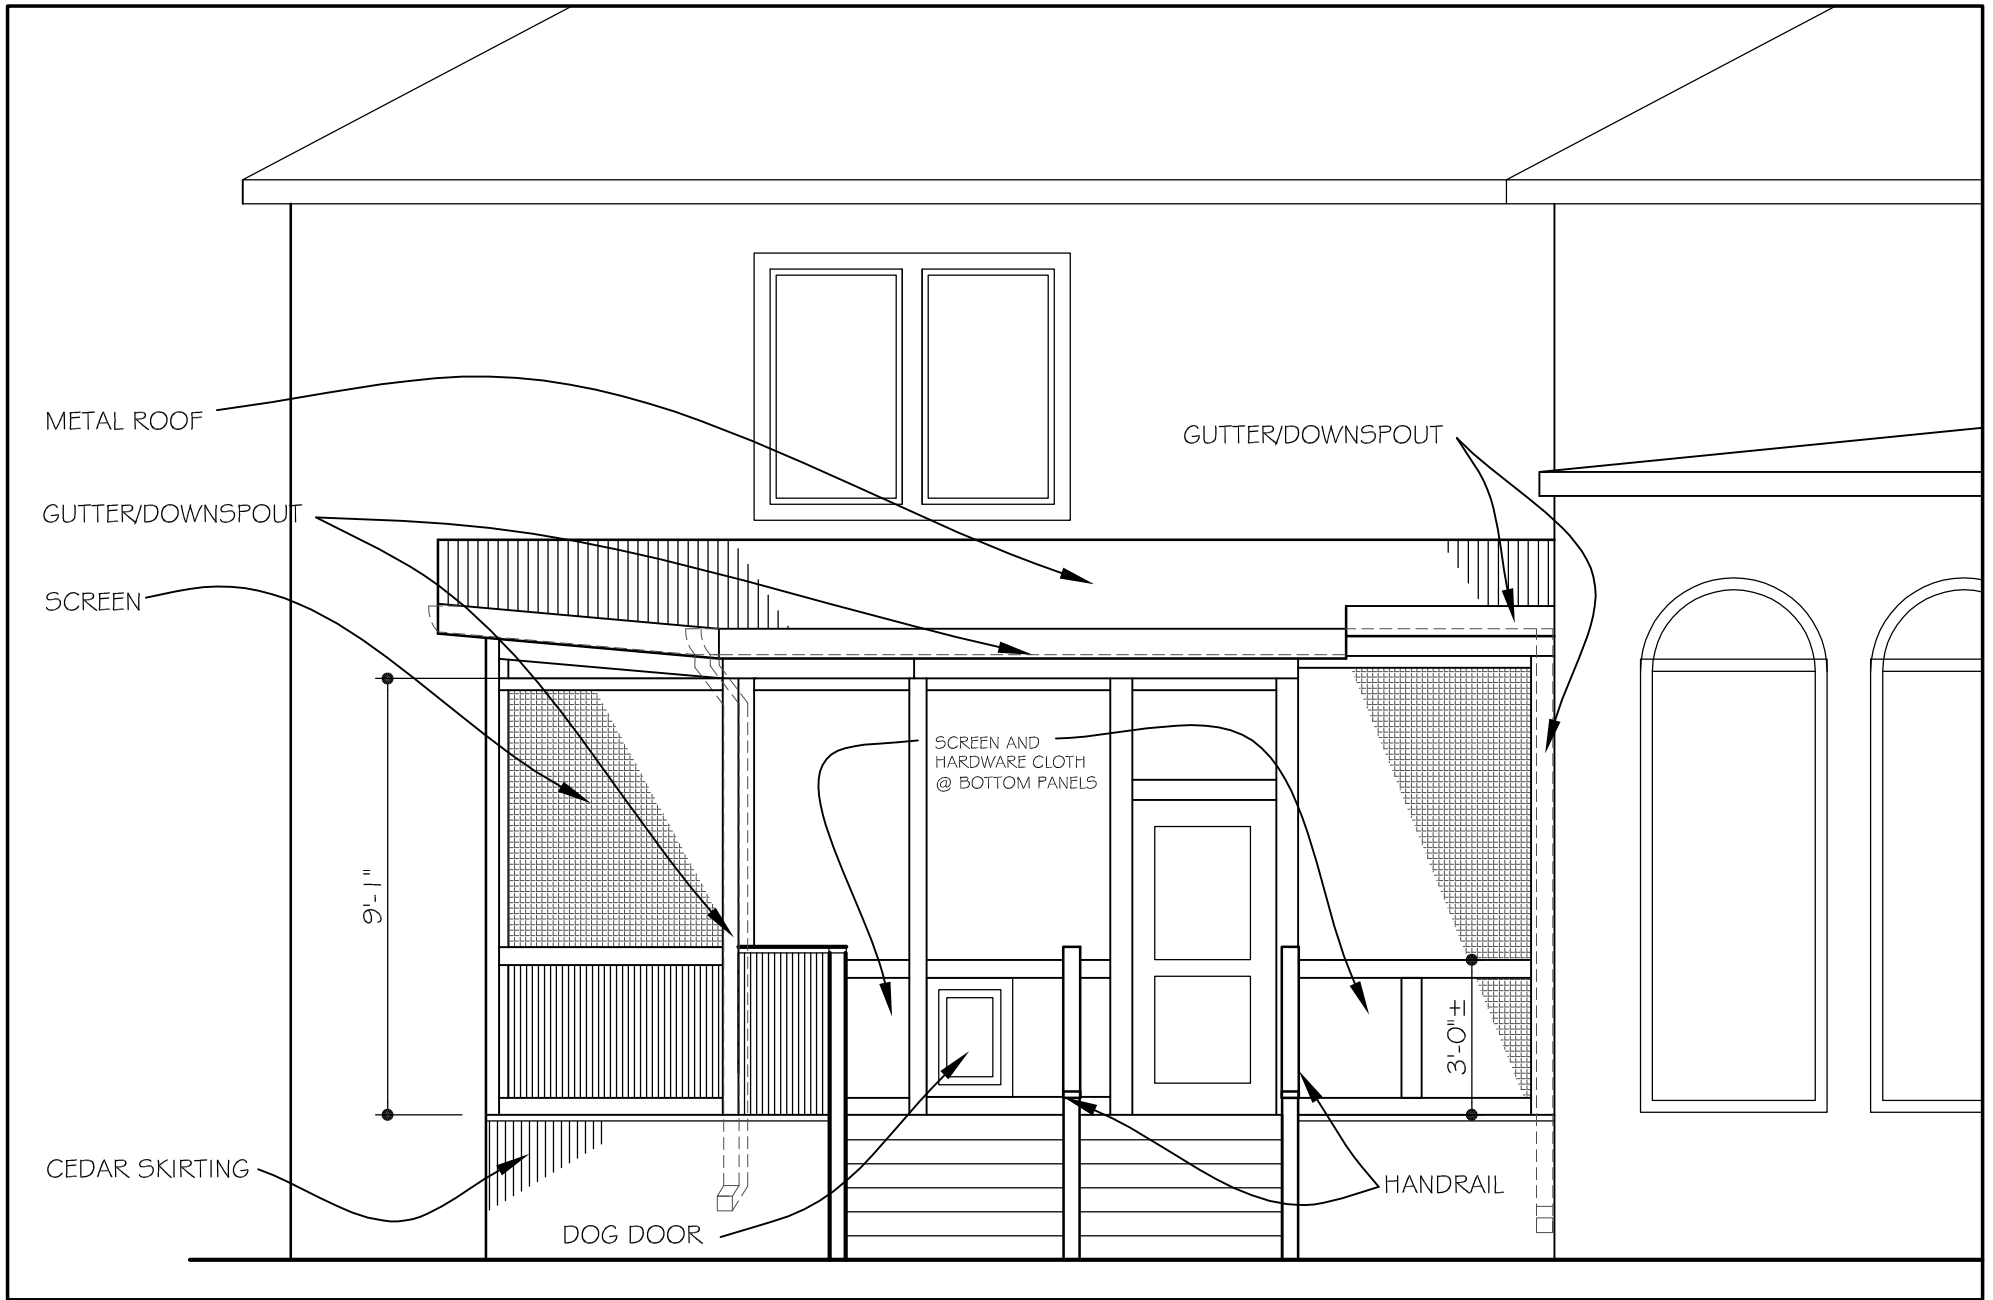 METAL ROOF
GUTTER/DOWNSPOUT
GUTTER/DOWNSPOUT
SCREEN
SCREEN AND
HARDWARE CLOTH
@ BOTTOM PANELS
9'-1"
3'-0"±
CEDAR SKIRTING
HANDRAIL
DOG DOOR